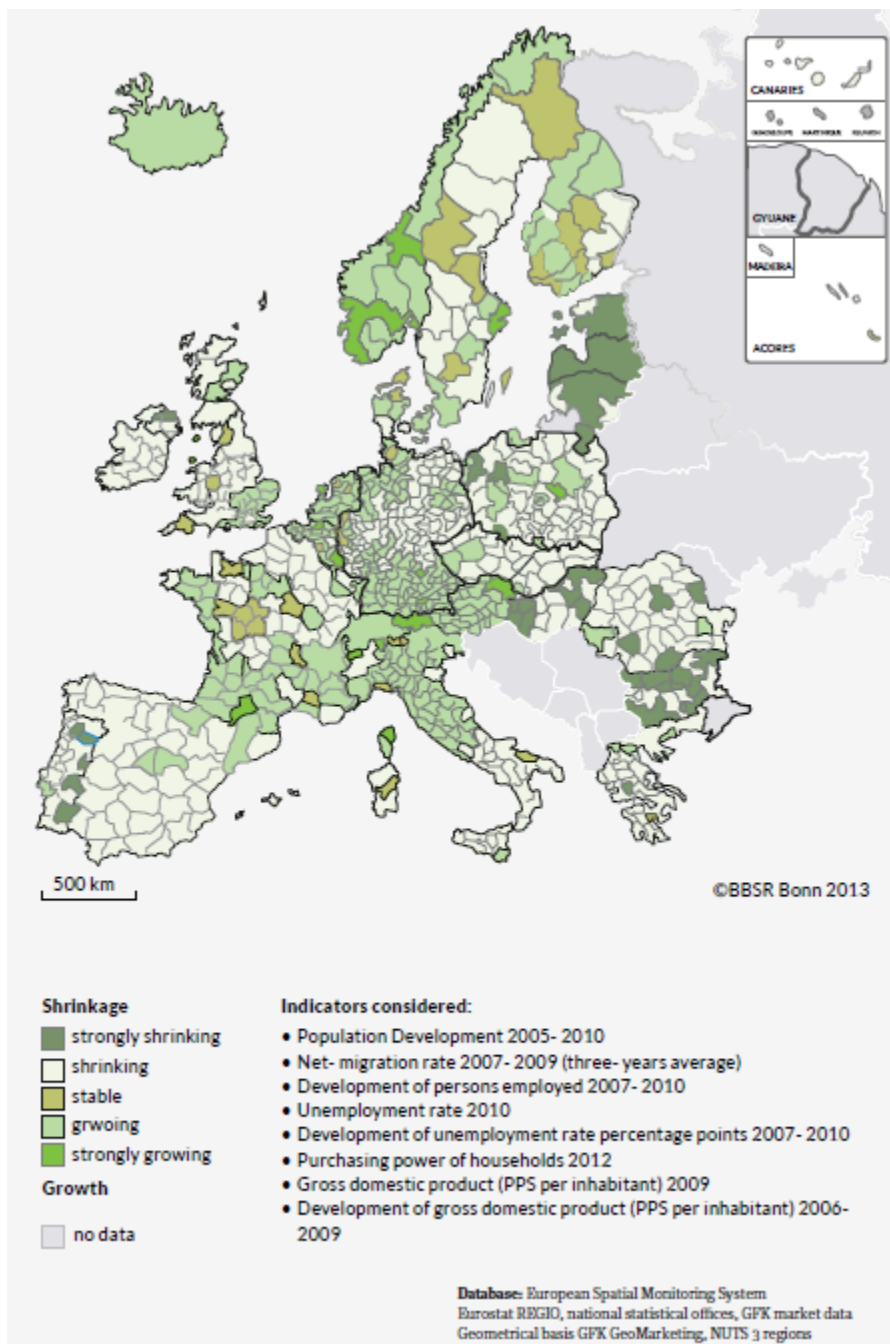 CANARIES
GUADELOUPE MARTINIQUE REUNION
GUYANE
MADEIRA
ACORES
500 km
©BBSR Bonn 2013
Shrinkage
strongly shrinking
shrinking
stable
grwoing
strongly growing
Growth
no data
Indicators considered:
• Population Development 2005- 2010
• Net- migration rate 2007- 2009 (three- years average)
• Development of persons employed 2007- 2010
• Unemployment rate 2010
• Development of unemployment rate percentage points 2007- 2010
• Purchasing power of households 2012
• Gross domestic product (PPS per inhabitant) 2009
• Development of gross domestic product (PPS per inhabitant) 2006-
2009
Database: European Spatial Monitoring System
Eurostat REGIO, national statistical offices, GFK market data
Geometrical basis GFK GeoMarketing, NUTS 3 regions